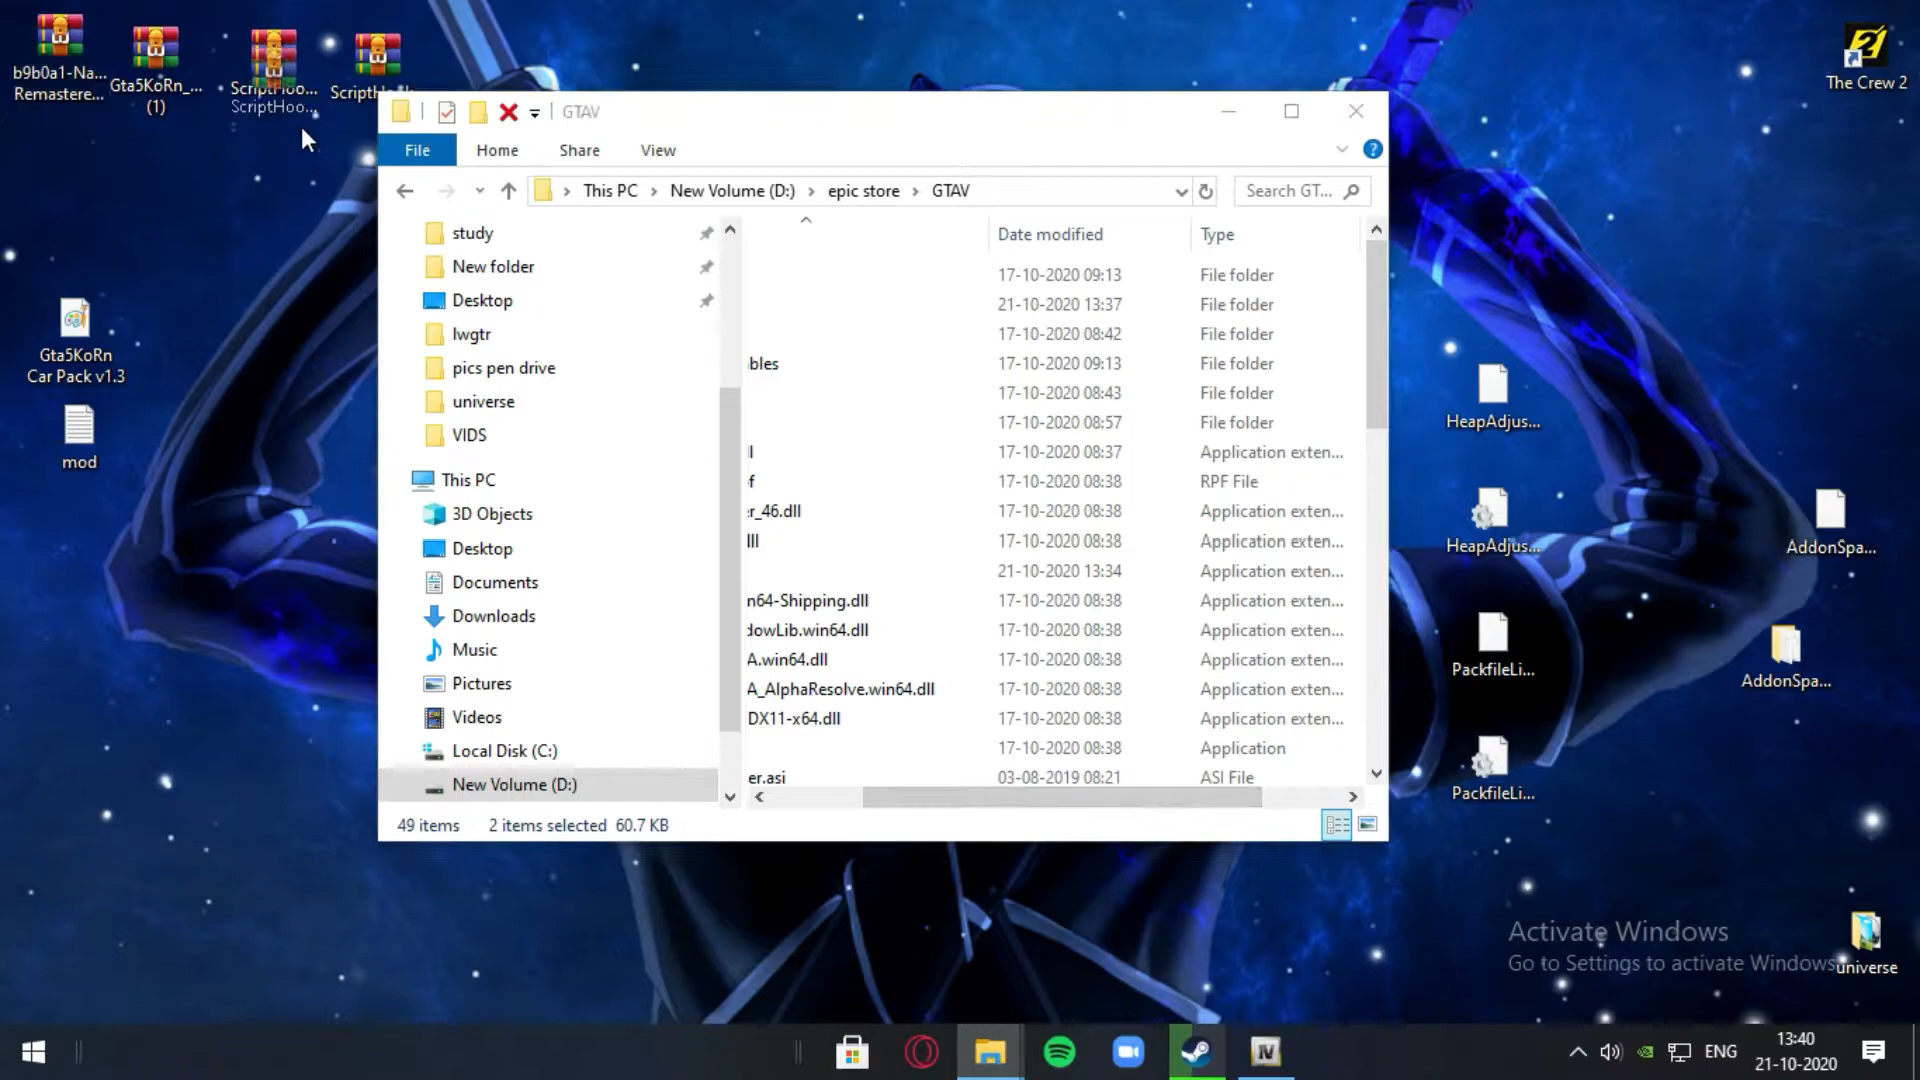 b9b0a1-Na...
Remastere...
Gta5KoRn_...
(1)
ScriptHoo...
ScriptHoo...
The Crew 2
GTAV
File
Home
Share
View
This PC
New Volume (D:)
epic store
GTAV
Search GT...
study
New folder
Desktop
lwgtr
pics pen drive
universe
VIDS
This PC
3D Objects
Desktop
Documents
Downloads
Music
Pictures
Videos
Local Disk (C:)
New Volume (D:)
Date modified
Type
17-10-2020 09:13
File folder
21-10-2020 13:37
File folder
17-10-2020 08:42
File folder
bles
17-10-2020 09:13
File folder
17-10-2020 08:43
File folder
17-10-2020 08:57
File folder
17-10-2020 08:37
Application exten...
17-10-2020 08:38
RPF File
r_46.dll
17-10-2020 08:38
Application exten...
17-10-2020 08:38
Application exten...
21-10-2020 13:34
Application exten...
n64-Shipping.dll
17-10-2020 08:38
Application exten...
dowLib.win64.dll
17-10-2020 08:38
Application exten...
A.win64.dll
17-10-2020 08:38
Application exten...
A_AlphaResolve.win64.dll
17-10-2020 08:38
Application exten...
DX11-x64.dll
17-10-2020 08:38
Application exten...
17-10-2020 08:38
Application
er.asi
03-08-2019 08:21
ASI File
49 items
2 items selected 60.7 KB
Gta5KoRn
Car Pack v1.3
mod
HeapAdjus...
HeapAdjus...
PackfileLi...
PackfileLi...
AddonSpa...
AddonSpa...
Activate Windows
Go to Settings to activate Windows.
universe
ENG
13:40
21-10-2020